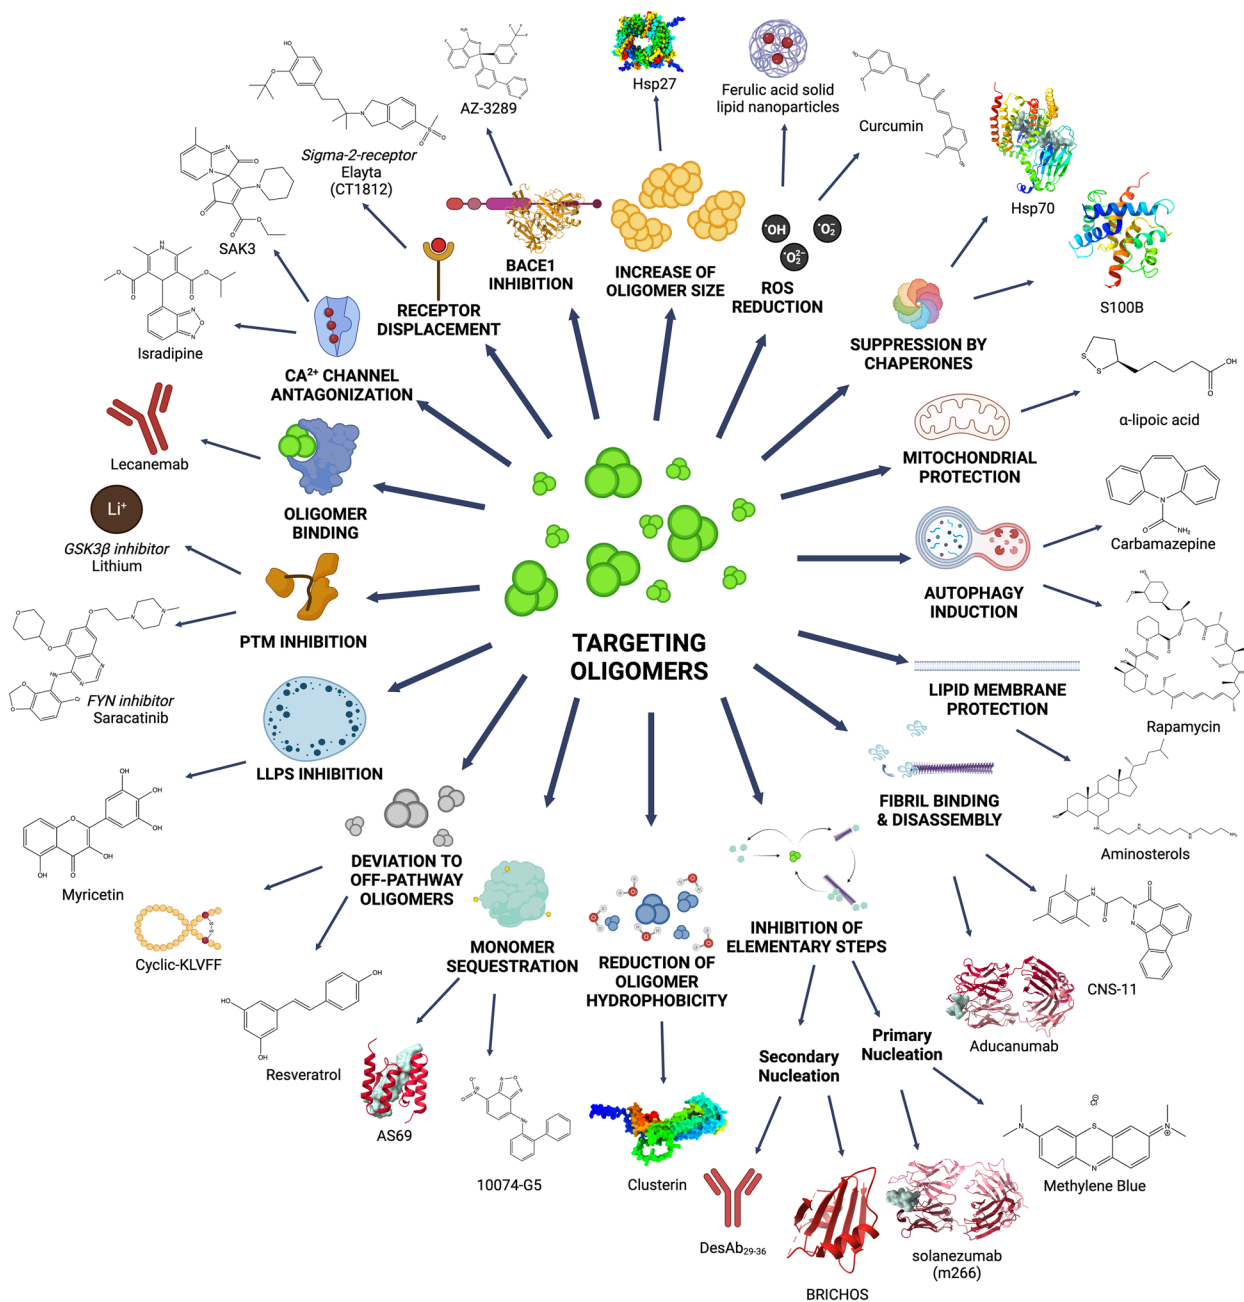 Hsp27
Ferulic acid solid
lipid nanoparticles
Curcumin
AZ-3289
Sigma-2-receptor
Elayta
(CT1812)
SAK3
Isradipine
Hsp70
S100B
BACE1
INHIBITION
INCREASE OF
OLIGOMER SIZE
•OH
•O₂⁻
•O₂²⁻
ROS
REDUCTION
RECEPTOR
DISPLACEMENT
SUPPRESSION BY
CHAPERONES
CA²⁺ CHANNEL
ANTAGONIZATION
α-lipoic acid
MITOCHONDRIAL
PROTECTION
Lecanemab
OLIGOMER
BINDING
Li⁺
GSK3β inhibitor
Lithium
Carbamazepine
AUTOPHAGY
INDUCTION
PTM INHIBITION
TARGETING
OLIGOMERS
FYN inhibitor
Saracatinib
LIPID MEMBRANE
PROTECTION
Rapamycin
LLPS INHIBITION
FIBRIL BINDING
& DISASSEMBLY
Aminosterols
Myricetin
DEVIATION TO
OFF-PATHWAY
OLIGOMERS
Cyclic-KLVFF
MONOMER
SEQUESTRATION
REDUCTION OF
OLIGOMER
HYDROPHOBICITY
INHIBITION OF
ELEMENTARY STEPS
CNS-11
Aducanumab
Resveratrol
AS69
10074-G5
Clusterin
Secondary
Nucleation
Primary
Nucleation
Methylene Blue
DesAb₂₉₋₃₆
BRICHOS
solanezumab
(m266)